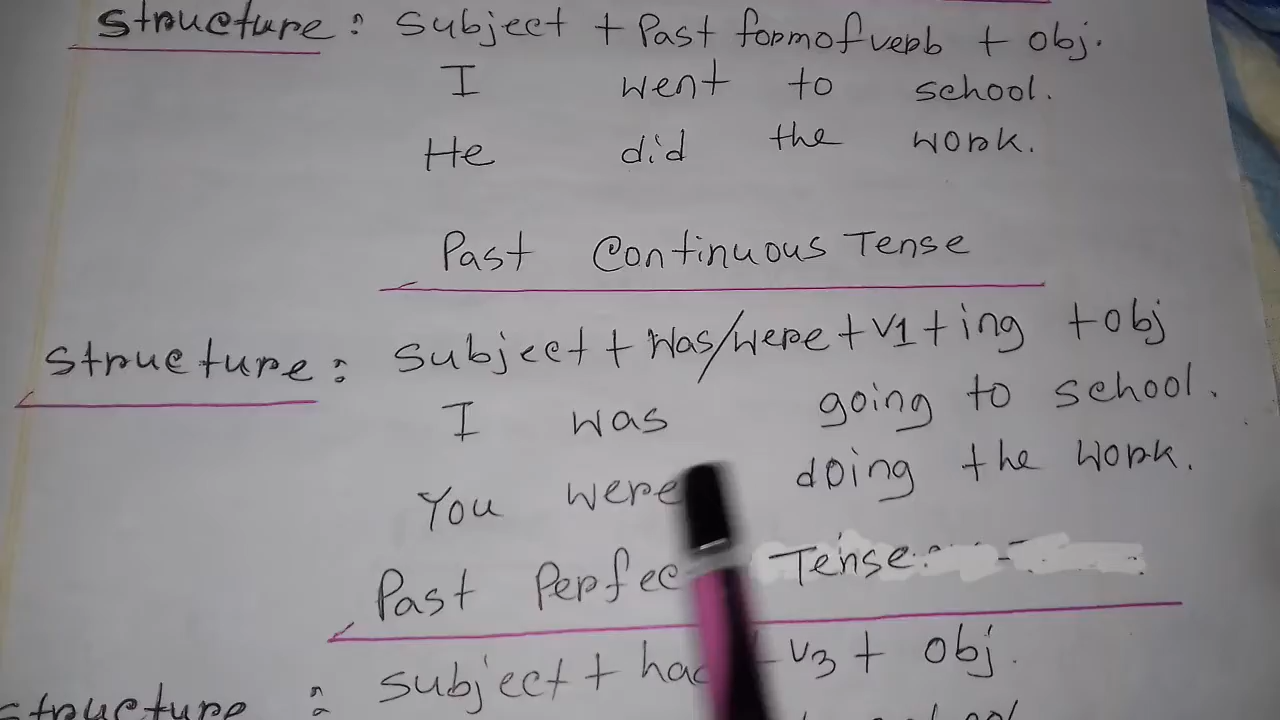 Structure: Subject + Past form of verb + obj.
I went to school.
He did the work.
Past Continuous Tense
Structure: Subject + was/were + V1 + ing + obj
I was going to school.
You were doing the work.
Past Tense.
Structure: Subject + + V3 + obj.